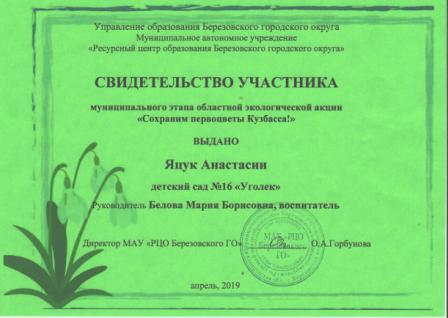 Управление образования Березовского городского округа
Муниципальное автономное учреждение
«Ресурсный центр образования Березовского городского округа»
СВИДЕТЕЛЬСТВО УЧАСТНИКА
муниципального этапа областной экологической акции
«Сохраним первоцветы Кузбасса!»
ВЫДАНО
Яцук Анастасии
детский сад №16 «Уголек»
Руководитель Белова Мария Борисовна, воспитатель
Директор МАУ «РЦО Березовского ГО» О.А.Горбунова
МАУ «РЦО
Березовского
ГО»
апрель, 2019